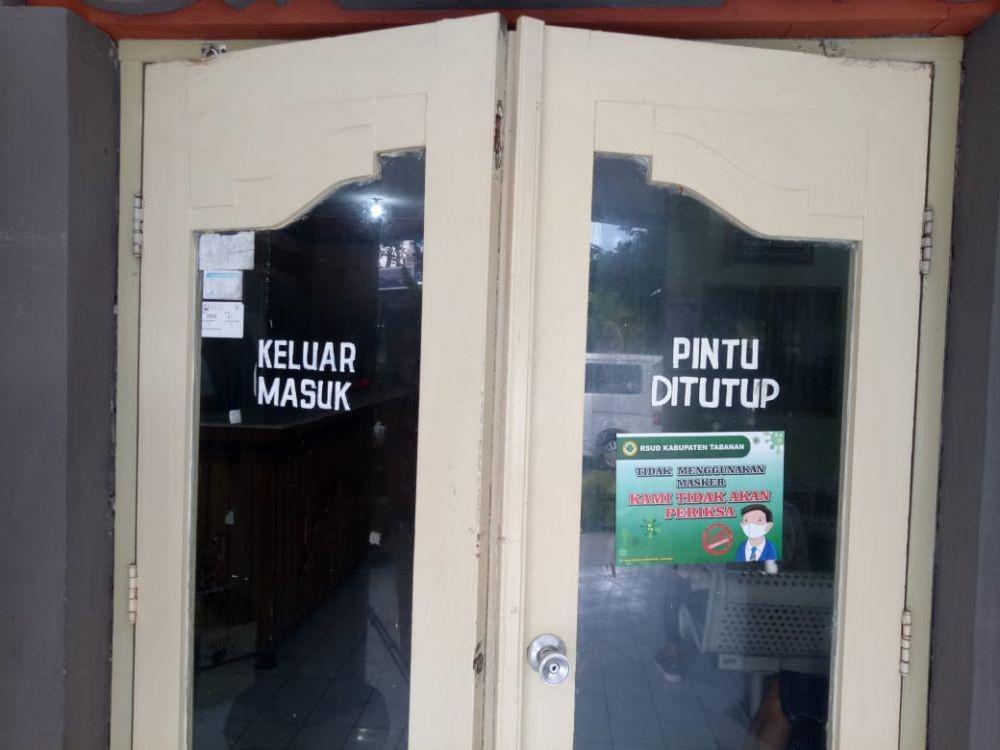 KELUAR
MASUK
PINTU
DITUTUP
RSUD KABUPATEN TABANAN
TIDAK MENGGUNAKAN
MASKER
KAMI TIDAK AKAN
PERIKSA